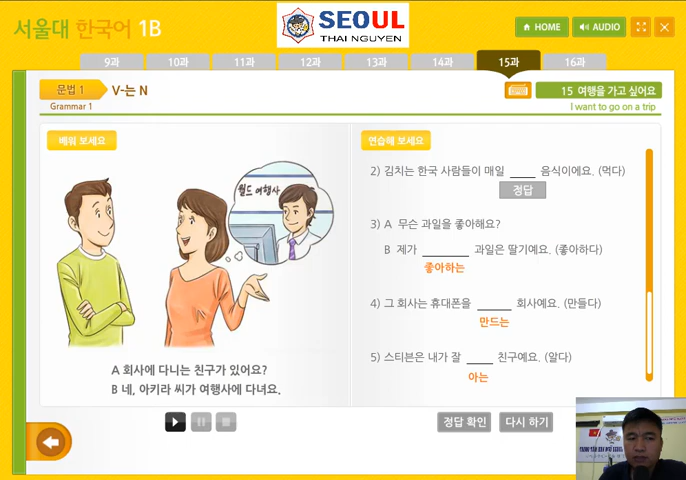 서울대 한국어 1B
SEOUL
THAI NGUYEN
HOME
AUDIO
9과 10과 11과 12과 13과 14과 15과 16과
문법 1 V-는 N
Grammar 1
15 여행을 가고 싶어요
I want to go on a trip
배워 보세요
월드 여행사
A 회사에 다니는 친구가 있어요?
B 네, 아키라 씨가 여행사에 다녀요.
연습해 보세요
2) 김치는 한국 사람들이 매일 ____ 음식이에요. (먹다)
정답
3) A 무슨 과일을 좋아해요?
B 제가 ________ 과일은 딸기예요. (좋아하다)
좋아하는
4) 그 회사는 휴대폰을 _____ 회사예요. (만들다)
만드는
5) 스티븐은 내가 잘 ____ 친구예요. (알다)
아는
정답 확인
다시 하기